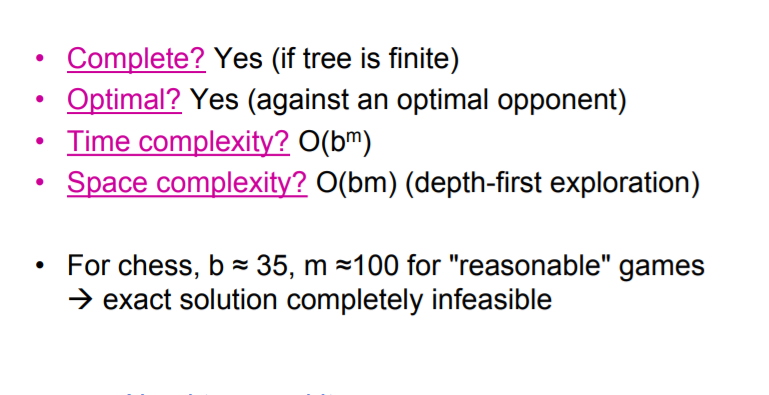 • Complete? Yes (if tree is finite)
• Optimal? Yes (against an optimal opponent)
• Time complexity? O(bᵐ)
• Space complexity? O(bm) (depth-first exploration)
• For chess, b ≈ 35, m ≈100 for "reasonable" games
→ exact solution completely infeasible